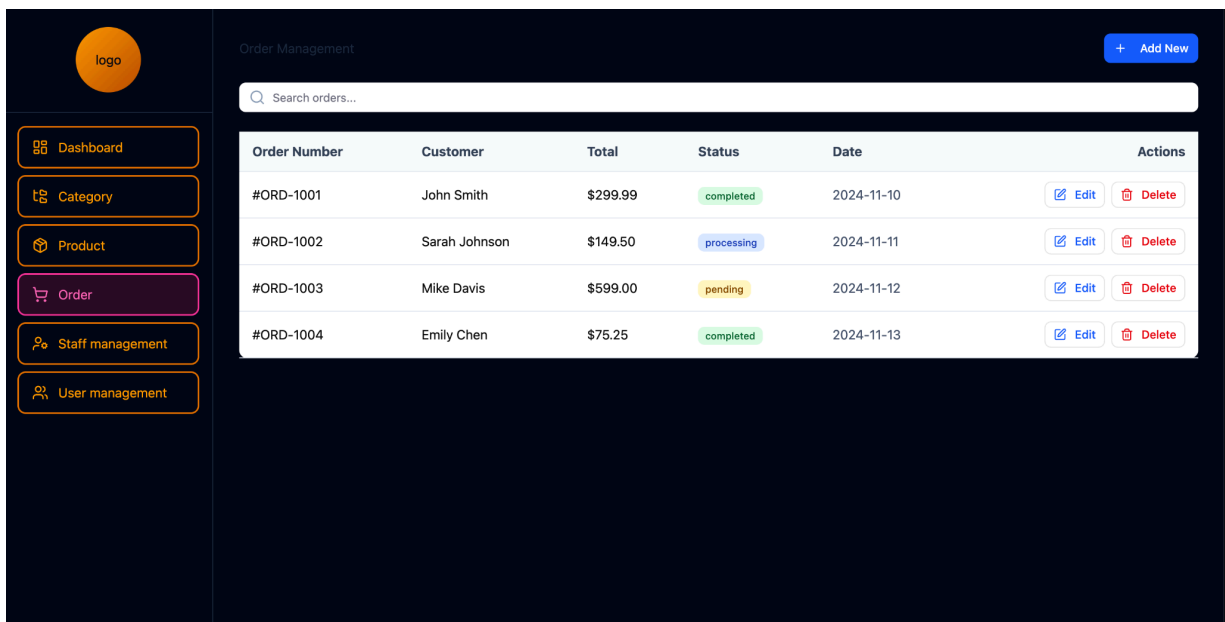 logo
Dashboard
Category
Product
Order
Staff management
User management
Order Management
+ Add New
Search orders...
Order Number Customer Total Status Date Actions
#ORD-1001 John Smith $299.99 completed 2024-11-10 Edit Delete
#ORD-1002 Sarah Johnson $149.50 processing 2024-11-11 Edit Delete
#ORD-1003 Mike Davis $599.00 pending 2024-11-12 Edit Delete
#ORD-1004 Emily Chen $75.25 completed 2024-11-13 Edit Delete